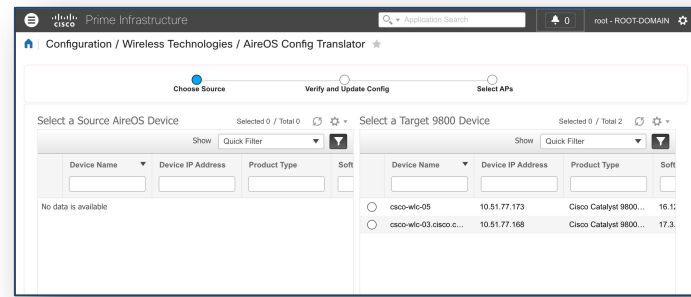 CISCO Prime Infrastructure Application Search 0 root - ROOT-DOMAIN
Configuration / Wireless Technologies / AireOS Config Translator
Choose Source Verify and Update Config Select APs
Select a Source AireOS Device Selected 0 / Total 0
Select a Target 9800 Device Selected 0 / Total 2
Show Quick Filter
Show Quick Filter
Device Name Device IP Address Product Type Soft
Device Name Device IP Address Product Type Soft
No data is available
csco-wlc-05 10.51.77.173 Cisco Catalyst 9800... 16.12
csco-wlc-03.cisco.c... 10.51.77.168 Cisco Catalyst 9800... 17.3.